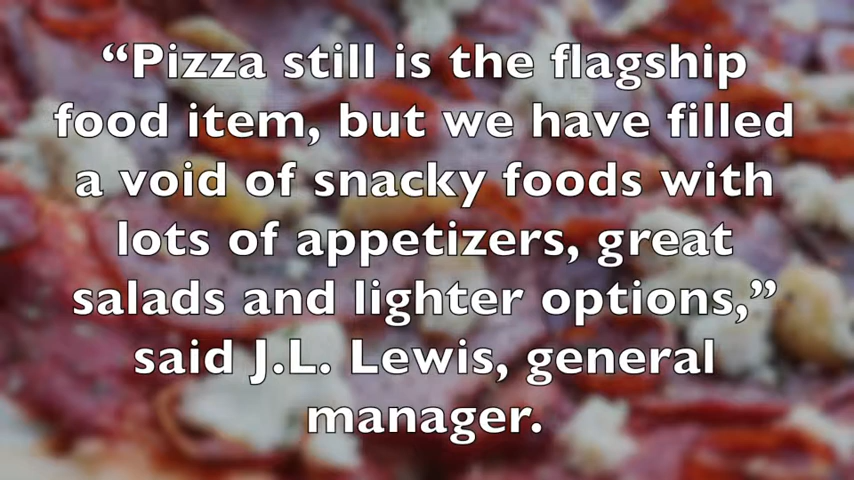 “Pizza still is the flagship
food item, but we have filled
a void of snacky foods with
lots of appetizers, great
salads and lighter options,”
said J.L. Lewis, general
manager.